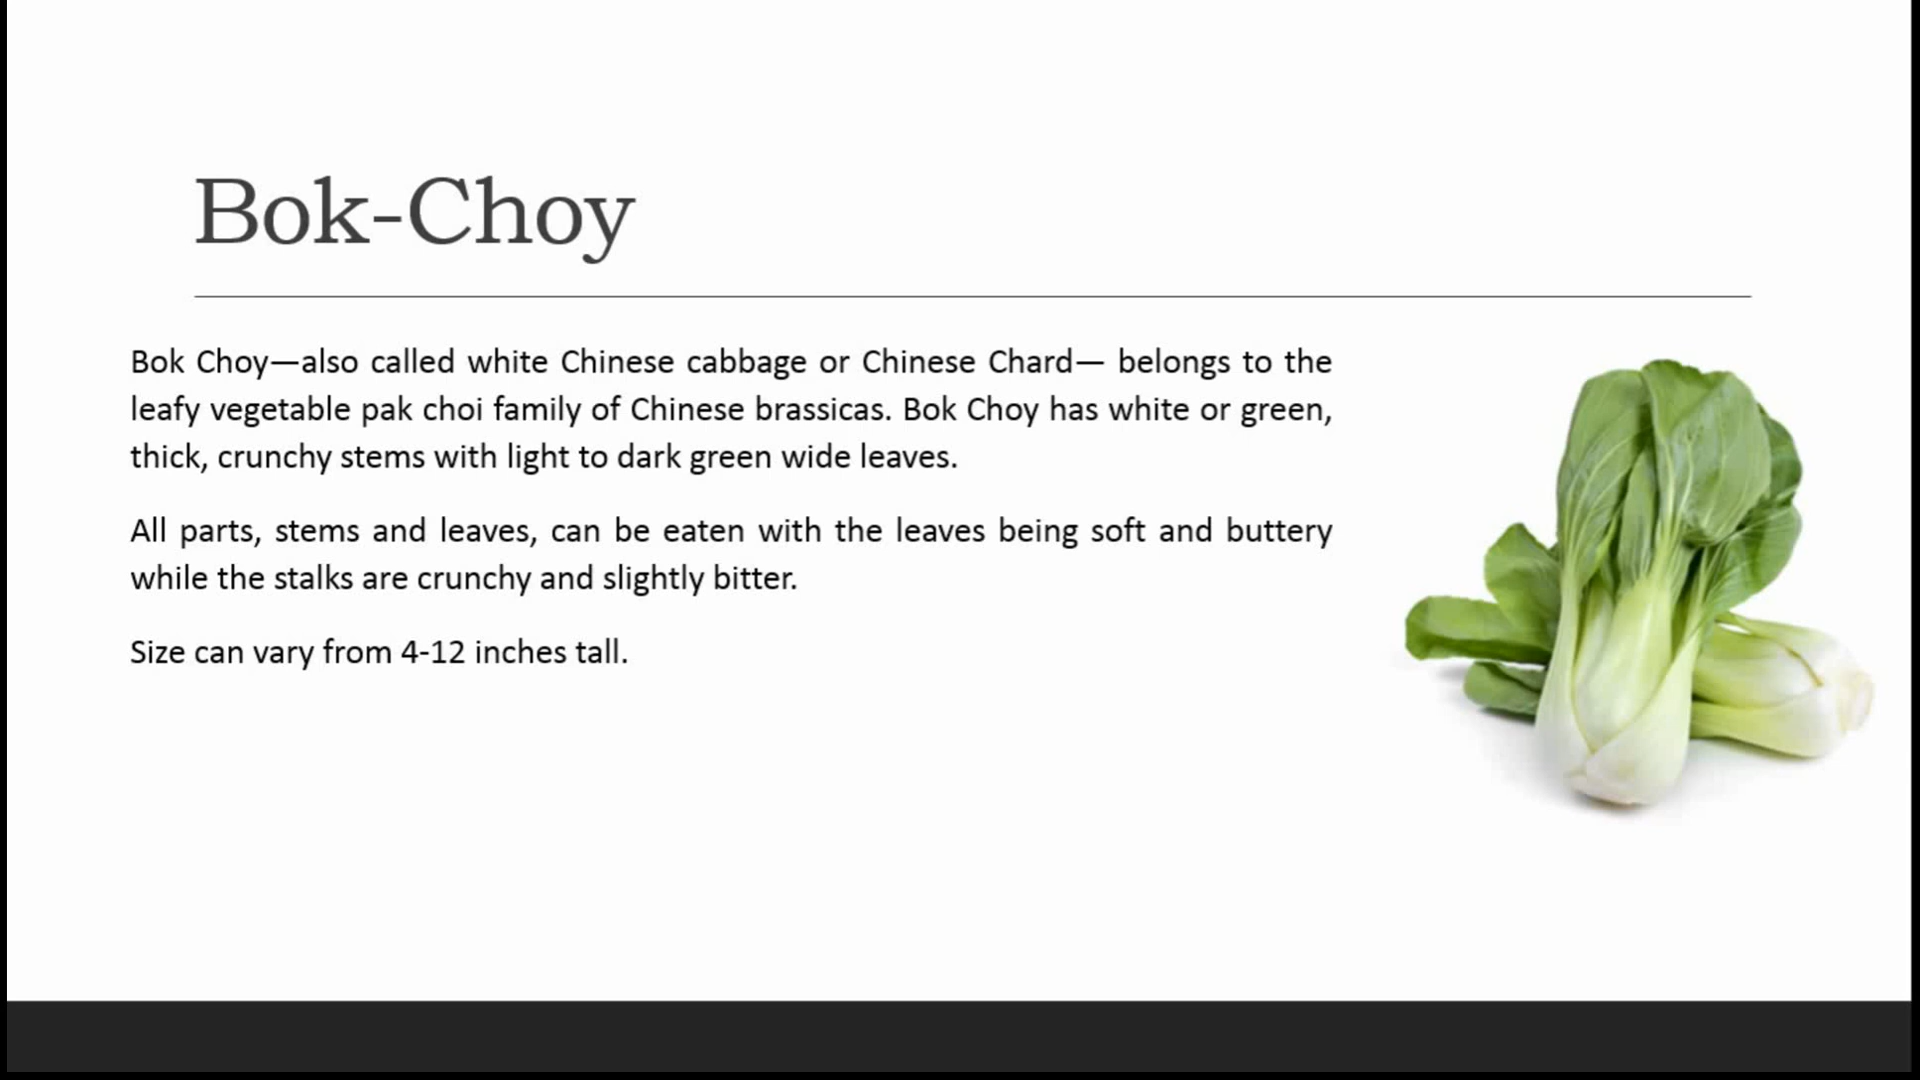 Bok-Choy
Bok Choy—also called white Chinese cabbage or Chinese Chard— belongs to the
leafy vegetable pak choi family of Chinese brassicas. Bok Choy has white or green,
thick, crunchy stems with light to dark green wide leaves.
All parts, stems and leaves, can be eaten with the leaves being soft and buttery
while the stalks are crunchy and slightly bitter.
Size can vary from 4-12 inches tall.